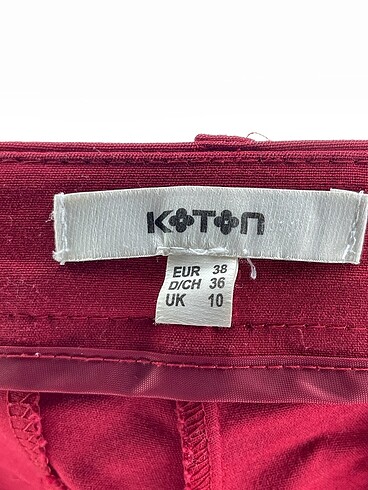 KOTON
EUR 38
D/CH 36
UK 10